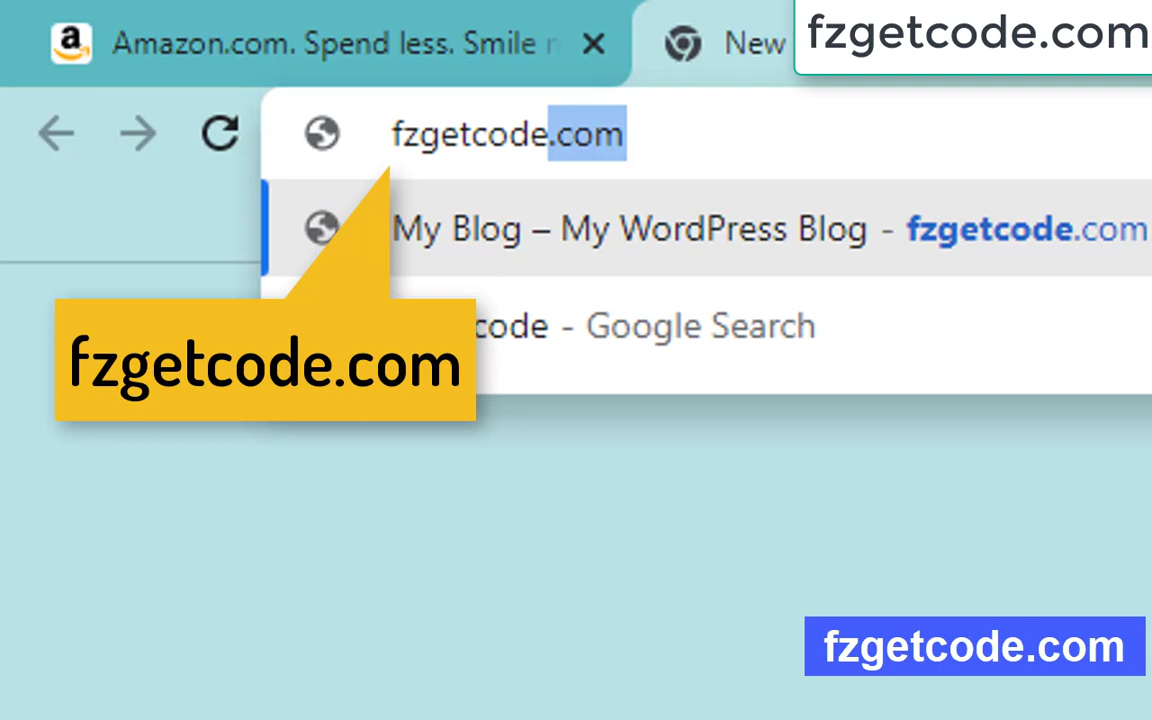 Amazon.com. Spend less. Smile
New
fzgetcode.com
fzgetcode.com
My Blog – My WordPress Blog - fzgetcode.com
code - Google Search
fzgetcode.com
fzgetcode.com